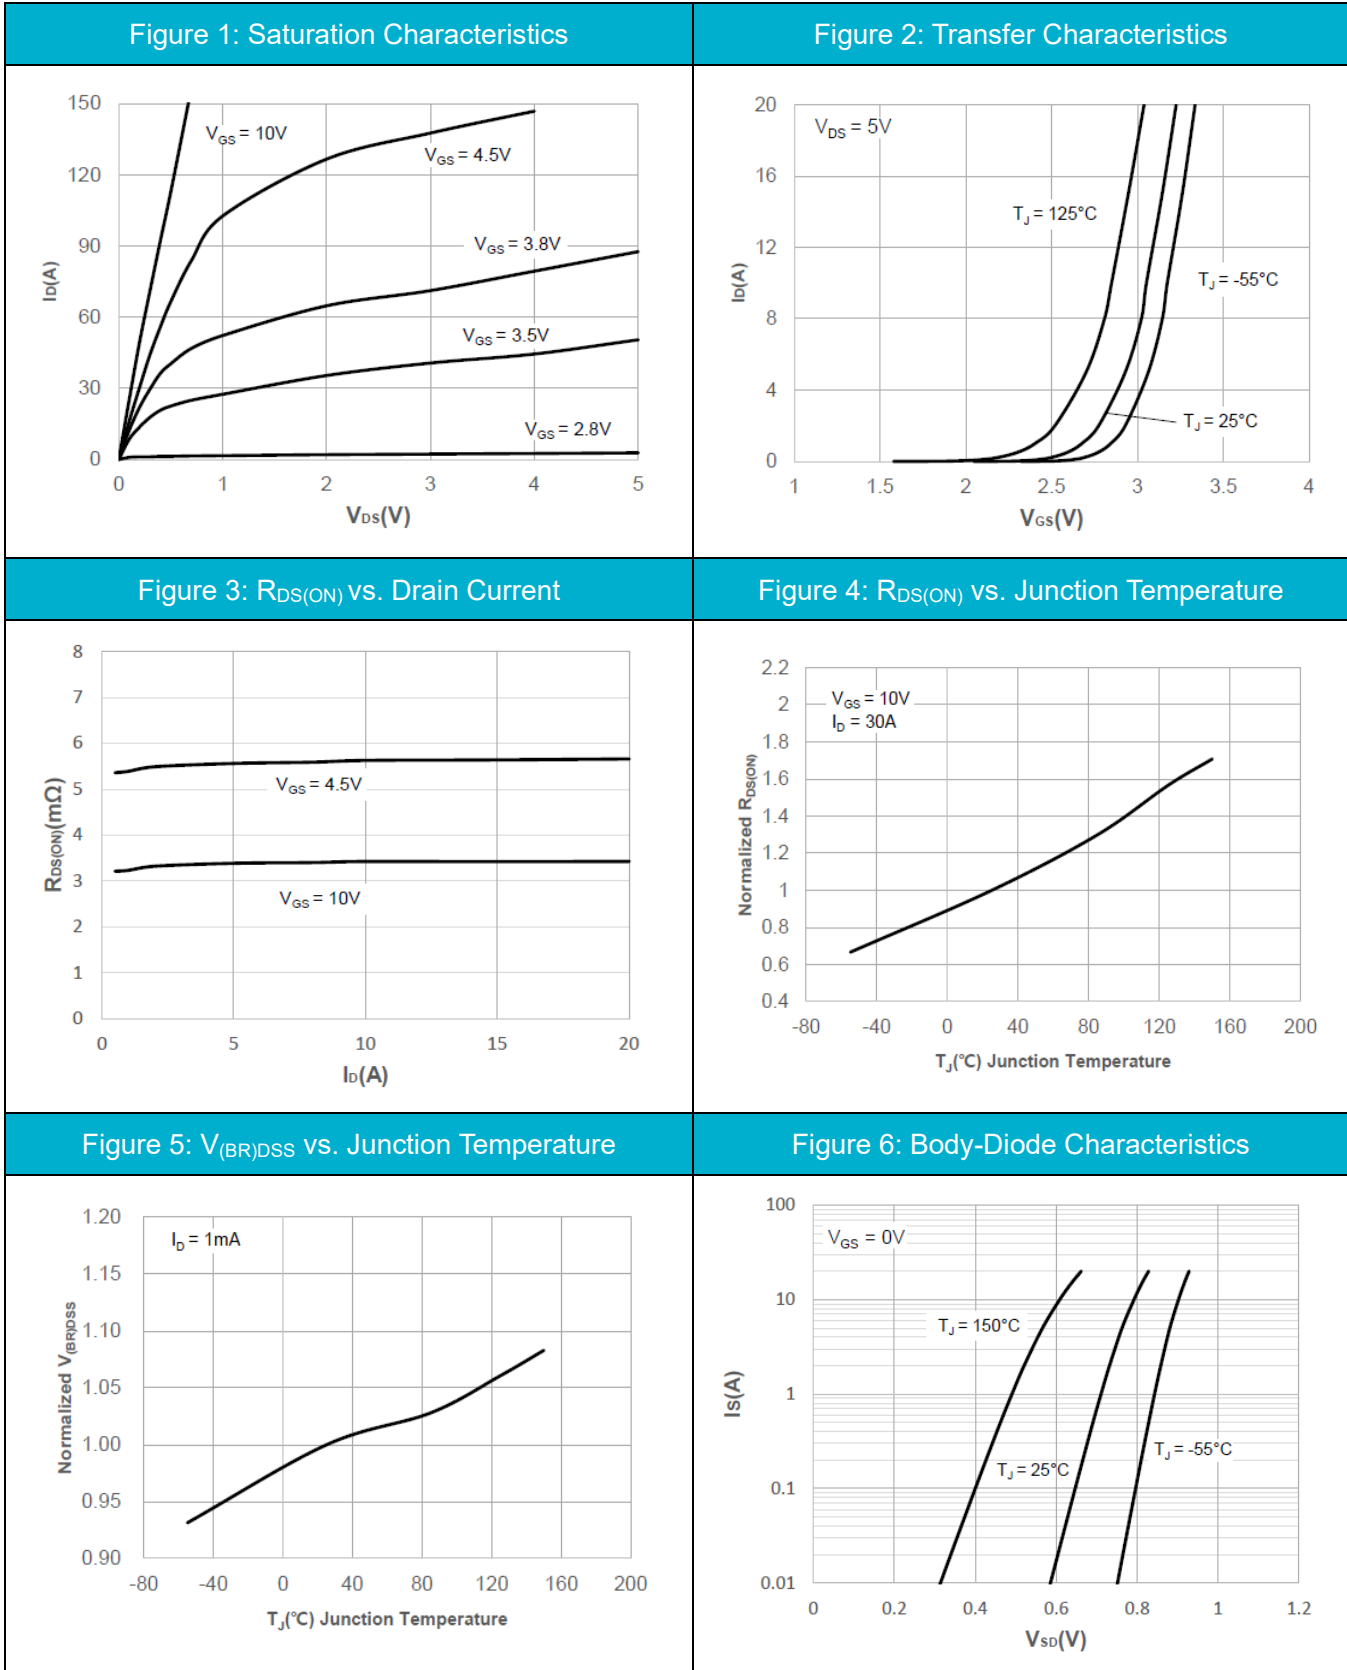 Figure 1: Saturation Characteristics
150
120
90
60
30
0
0 1 2 3 4 5
ID(A)
VDS(V)
VGS = 10V
VGS = 4.5V
VGS = 3.8V
VGS = 3.5V
VGS = 2.8V
Figure 2: Transfer Characteristics
20
16
12
8
4
0
1 1.5 2 2.5 3 3.5 4
ID(A)
VGS(V)
VDS = 5V
TJ = 125°C
TJ = -55°C
TJ = 25°C
Figure 3: RDS(ON) vs. Drain Current
8
7
6
5
4
3
2
1
0
0 5 10 15 20
RDS(ON)(mΩ)
ID(A)
VGS = 4.5V
VGS = 10V
Figure 4: RDS(ON) vs. Junction Temperature
2.2
2
1.8
1.6
1.4
1.2
1
0.8
0.6
0.4
-80 -40 0 40 80 120 160 200
Normalized RDS(ON)
TJ(℃) Junction Temperature
VGS = 10V
ID = 30A
Figure 5: V(BR)DSS vs. Junction Temperature
1.20
1.15
1.10
1.05
1.00
0.95
0.90
-80 -40 0 40 80 120 160 200
Normalized V(BR)DSS
TJ(℃) Junction Temperature
ID = 1mA
Figure 6: Body-Diode Characteristics
100
10
1
0.1
0.01
0 0.2 0.4 0.6 0.8 1 1.2
IS(A)
VSD(V)
VGS = 0V
TJ = 150°C
TJ = 25°C
TJ = -55°C